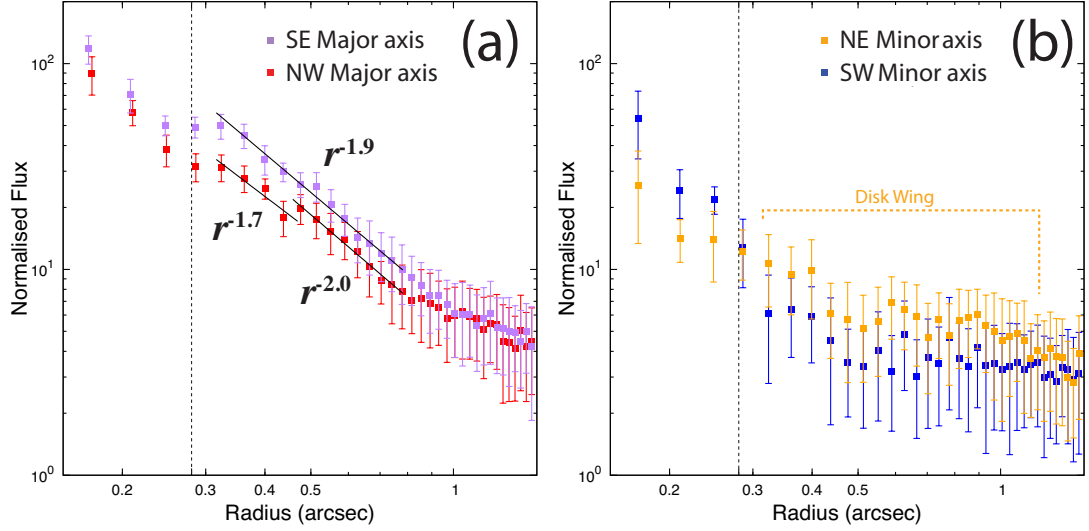 (a)
SE Major axis
NW Major axis
r-1.9
r-1.7
r-2.0
Normalised Flux
10²
10¹
10⁰
0.2 0.3 0.4 0.5 1
Radius (arcsec)
(b)
NE Minor axis
SW Minor axis
Disk Wing
Normalised Flux
10²
10¹
10⁰
0.2 0.3 0.4 0.5 1
Radius (arcsec)